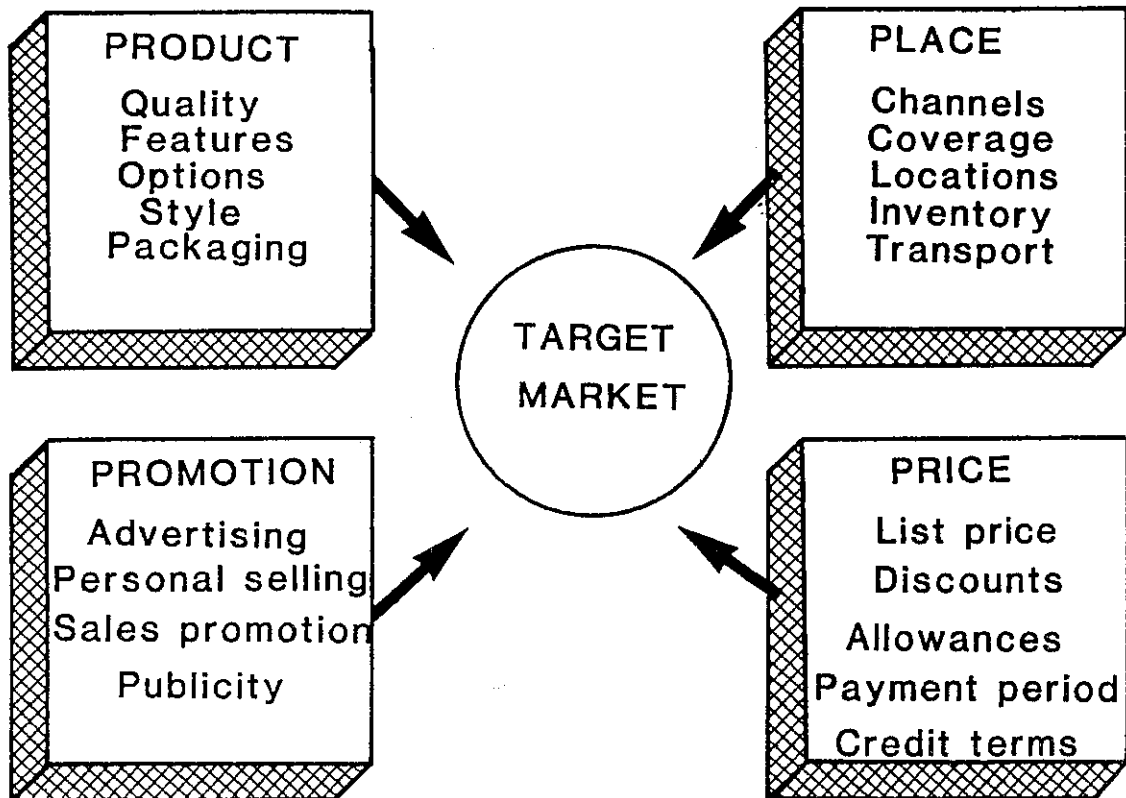 PRODUCT
Quality
Features
Options
Style
Packaging
PLACE
Channels
Coverage
Locations
Inventory
Transport
TARGET
MARKET
PROMOTION
Advertising
Personal selling
Sales promotion
Publicity
PRICE
List price
Discounts
Allowances
Payment period
Credit terms